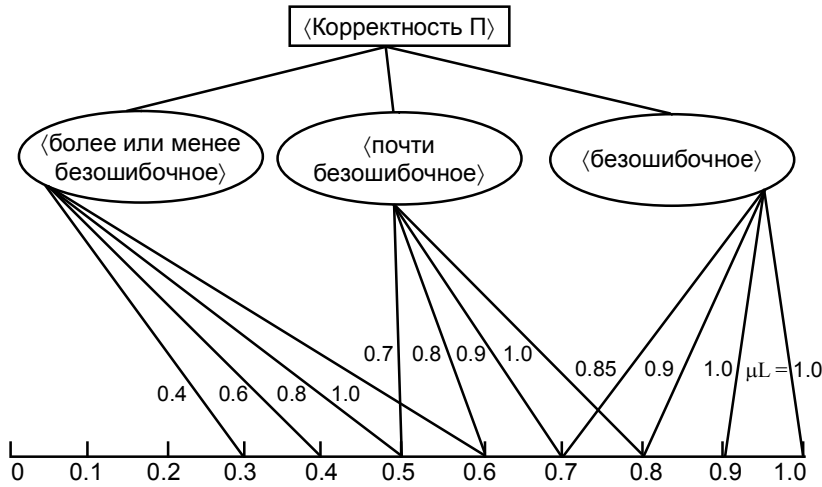 ⟨Корректность П⟩
⟨более или менее
безошибочное⟩
⟨почти
безошибочное⟩
⟨безошибочное⟩
0.4 0.6 0.8 1.0 0.7 0.8 0.9 1.0 0.85 0.9 1.0 μL = 1.0
0 0.1 0.2 0.3 0.4 0.5 0.6 0.7 0.8 0.9 1.0